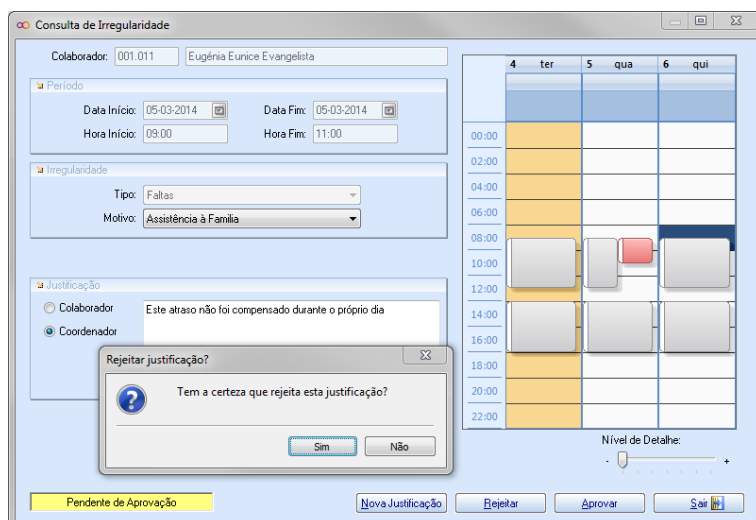 Consulta de Irregularidade
Colaborador: 001.011 Eugénia Eunice Evangelista
Período
Data Início: 05-03-2014 Data Fim: 05-03-2014
Hora Início: 09:00 Hora Fim: 11:00
Irregularidade
Tipo: Faltas
Motivo: Assistência à Familia
Justificação
Colaborador
Coordenador
Este atraso não foi compensado durante o próprio dia
Rejeitar justificação?
Tem a certeza que rejeita esta justificação?
Sim Não
4 ter 5 qua 6 qui
00:00
02:00
04:00
06:00
08:00
10:00
12:00
14:00
16:00
18:00
20:00
22:00
Nível de Detalhe:
- +
Pendente de Aprovação
Nova Justificação Rejeitar Aprovar Sair